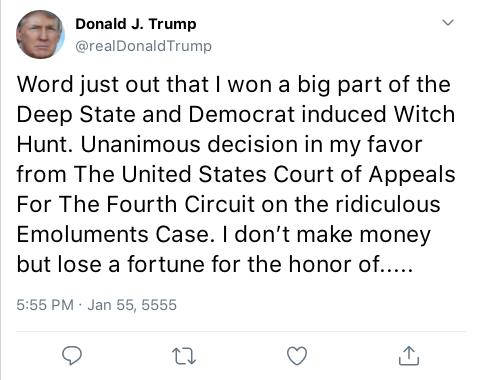 Donald J. Trump
@realDonaldTrump
Word just out that I won a big part of the
Deep State and Democrat induced Witch
Hunt. Unanimous decision in my favor
from The United States Court of Appeals
For The Fourth Circuit on the ridiculous
Emoluments Case. I don’t make money
but lose a fortune for the honor of.....
5:55 PM · Jan 55, 5555